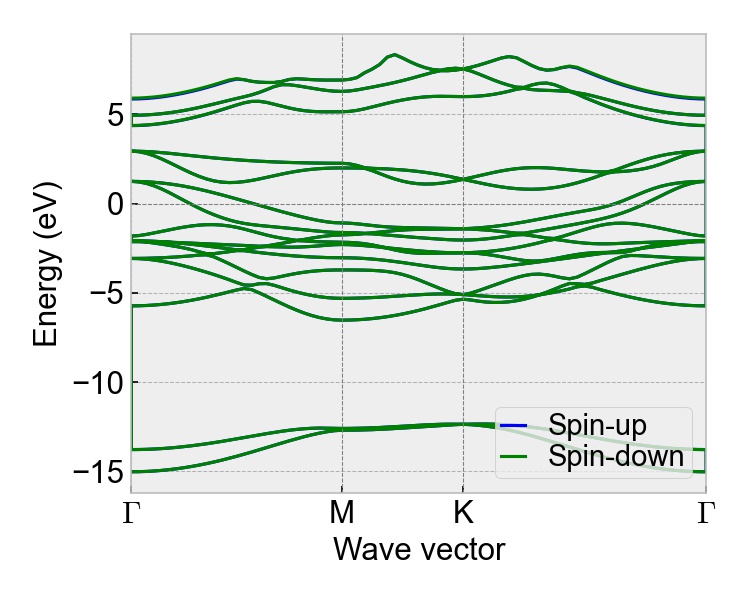 Energy (eV)
5
0
−5
−10
−15
Spin-up
Spin-down
Γ M K Γ
Wave vector